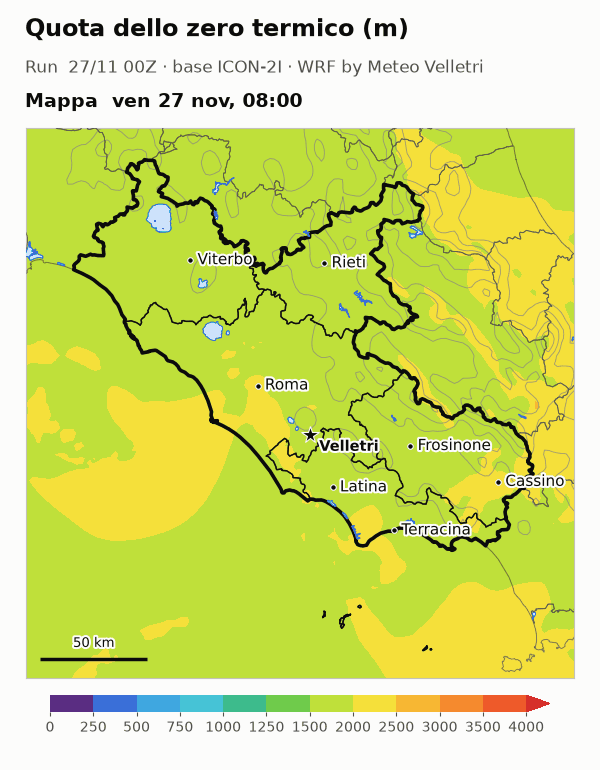 Quota dello zero termico (m)
Run 27/11 00Z · base ICON-2I · WRF by Meteo Velletri
Mappa ven 27 nov, 08:00
Viterbo
Rieti
Roma
Velletri
Frosinone
Latina
Cassino
Terracina
50 km
0 250 500 750 1000 1250 1500 2000 2500 3000 3500 4000